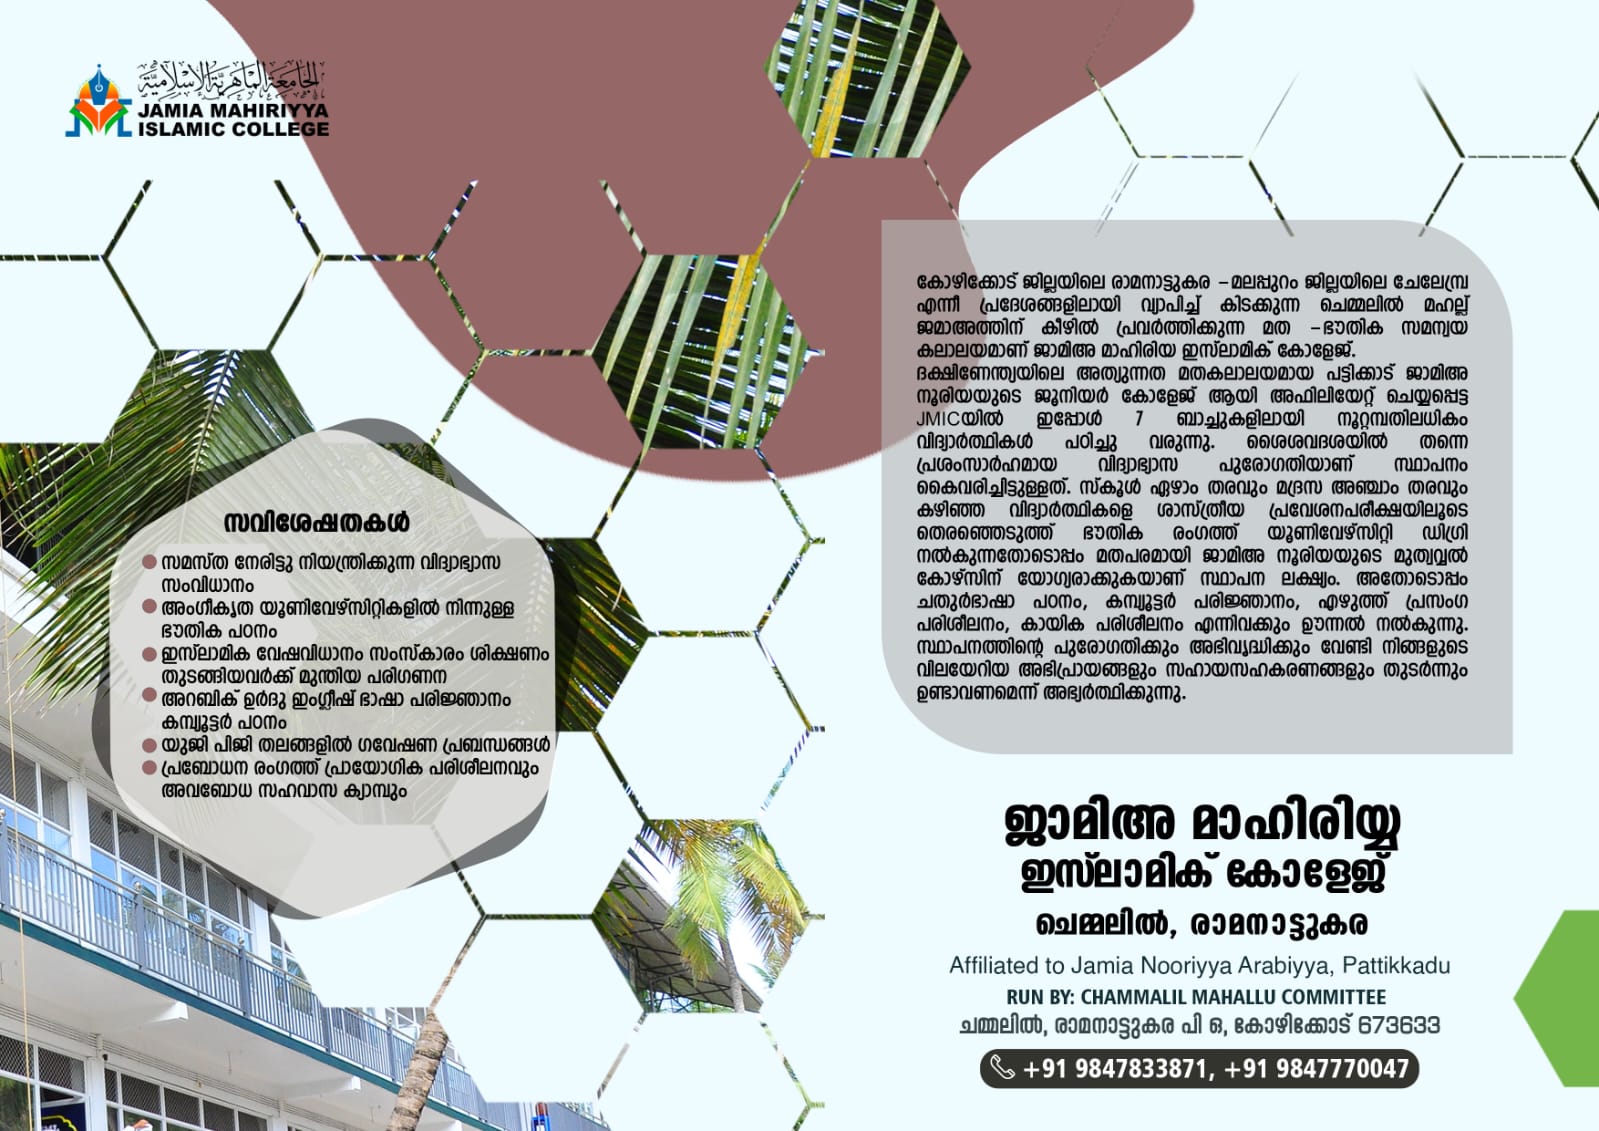 الجامعة الماهرية الإسلامية
JAMIA MAHIRIYYA
ISLAMIC COLLEGE
സവിശേഷതകൾ
സമസ്ത നേരിട്ടു നിയന്ത്രിക്കുന്ന വിദ്യാഭ്യാസ
സംവിധാനം
അംഗീകൃത യൂണിവേഴ്സിറ്റികളിൽ നിന്നുള്ള
ഭൗതിക പഠനം
ഇസ്‌ലാമിക വേഷവിധാനം സംസ്കാരം ശിക്ഷണം
തുടങ്ങിയവർക്ക് മുന്തിയ പരിഗണന
അറബിക് ഉർദു ഇംഗ്ലീഷ് ഭാഷാ പരിജ്ഞാനം
കമ്പ്യൂട്ടർ പഠനം
യുജി പിജി തലങ്ങളിൽ ഗവേഷണ പ്രബന്ധങ്ങൾ
പ്രബോധന രംഗത്ത് പ്രായോഗിക പരിശീലനവും
അവബോധ സഹവാസ ക്യാമ്പും
കോഴിക്കോട് ജില്ലയിലെ രാമനാട്ടുകര -മലപ്പുറം ജില്ലയിലെ ചേലേമ്പ്ര
എന്നീ പ്രദേശങ്ങളിലായി വ്യാപിച്ച് കിടക്കുന്ന ചെമ്മലിൽ മഹല്ല്
ജമാഅത്തിന് കീഴിൽ പ്രവർത്തിക്കുന്ന മത -ഭൗതിക സമന്വയ
കലാലയമാണ് ജാമിഅ മാഹിരിയ ഇസ്‌ലാമിക് കോളേജ്.
ദക്ഷിണേന്ത്യയിലെ അത്യുന്നത മതകലാലയമായ പട്ടിക്കാട് ജാമിഅ
നൂരിയയുടെ ജൂനിയർ കോളേജ് ആയി അഫിലിയേറ്റ് ചെയ്യപ്പെട്ട
JMICയിൽ ഇപ്പോൾ 7 ബാച്ചുകളിലായി നൂറ്റമ്പതിലധികം
വിദ്യാർത്ഥികൾ പഠിച്ചു വരുന്നു. ശൈശവദശയിൽ തന്നെ
പ്രശംസാർഹമായ വിദ്യാഭ്യാസ പുരോഗതിയാണ് സ്ഥാപനം
കൈവരിച്ചിട്ടുള്ളത്. സ്കൂൾ ഏഴാം തരവും മദ്രസ അഞ്ചാം തരവും
കഴിഞ്ഞ വിദ്യാർത്ഥികളെ ശാസ്ത്രീയ പ്രവേശനപരീക്ഷയിലൂടെ
തെരഞ്ഞെടുത്ത് ഭൗതിക രംഗത്ത് യൂണിവേഴ്സിറ്റി ഡിഗ്രി
നൽകുന്നതോടൊപ്പം മതപരമായി ജാമിഅ നൂരിയയുടെ മുത്വവ്വൽ
കോഴ്സിന് യോഗ്യരാക്കുകയാണ് സ്ഥാപന ലക്ഷ്യം. അതോടൊപ്പം
ചതുർഭാഷാ പഠനം, കമ്പ്യൂട്ടർ പരിജ്ഞാനം, എഴുത്ത് പ്രസംഗ
പരിശീലനം, കായിക പരിശീലനം എന്നിവക്കും ഊന്നൽ നൽകുന്നു.
സ്ഥാപനത്തിന്റെ പുരോഗതിക്കും അഭിവൃദ്ധിക്കും വേണ്ടി നിങ്ങളുടെ
വിലയേറിയ അഭിപ്രായങ്ങളും സഹായസഹകരണങ്ങളും തുടർന്നും
ഉണ്ടാവണമെന്ന് അഭ്യർത്ഥിക്കുന്നു.
ജാമിഅ മാഹിരിയ്യ
ഇസ്‌ലാമിക് കോളേജ്
ചെമ്മലിൽ, രാമനാട്ടുകര
Affiliated to Jamia Nooriyya Arabiyya, Pattikkadu
RUN BY: CHAMMALIL MAHALLU COMMITTEE
ചമ്മലിൽ, രാമനാട്ടുകര പി ഒ, കോഴിക്കോട് 673633
+91 9847833871, +91 9847770047